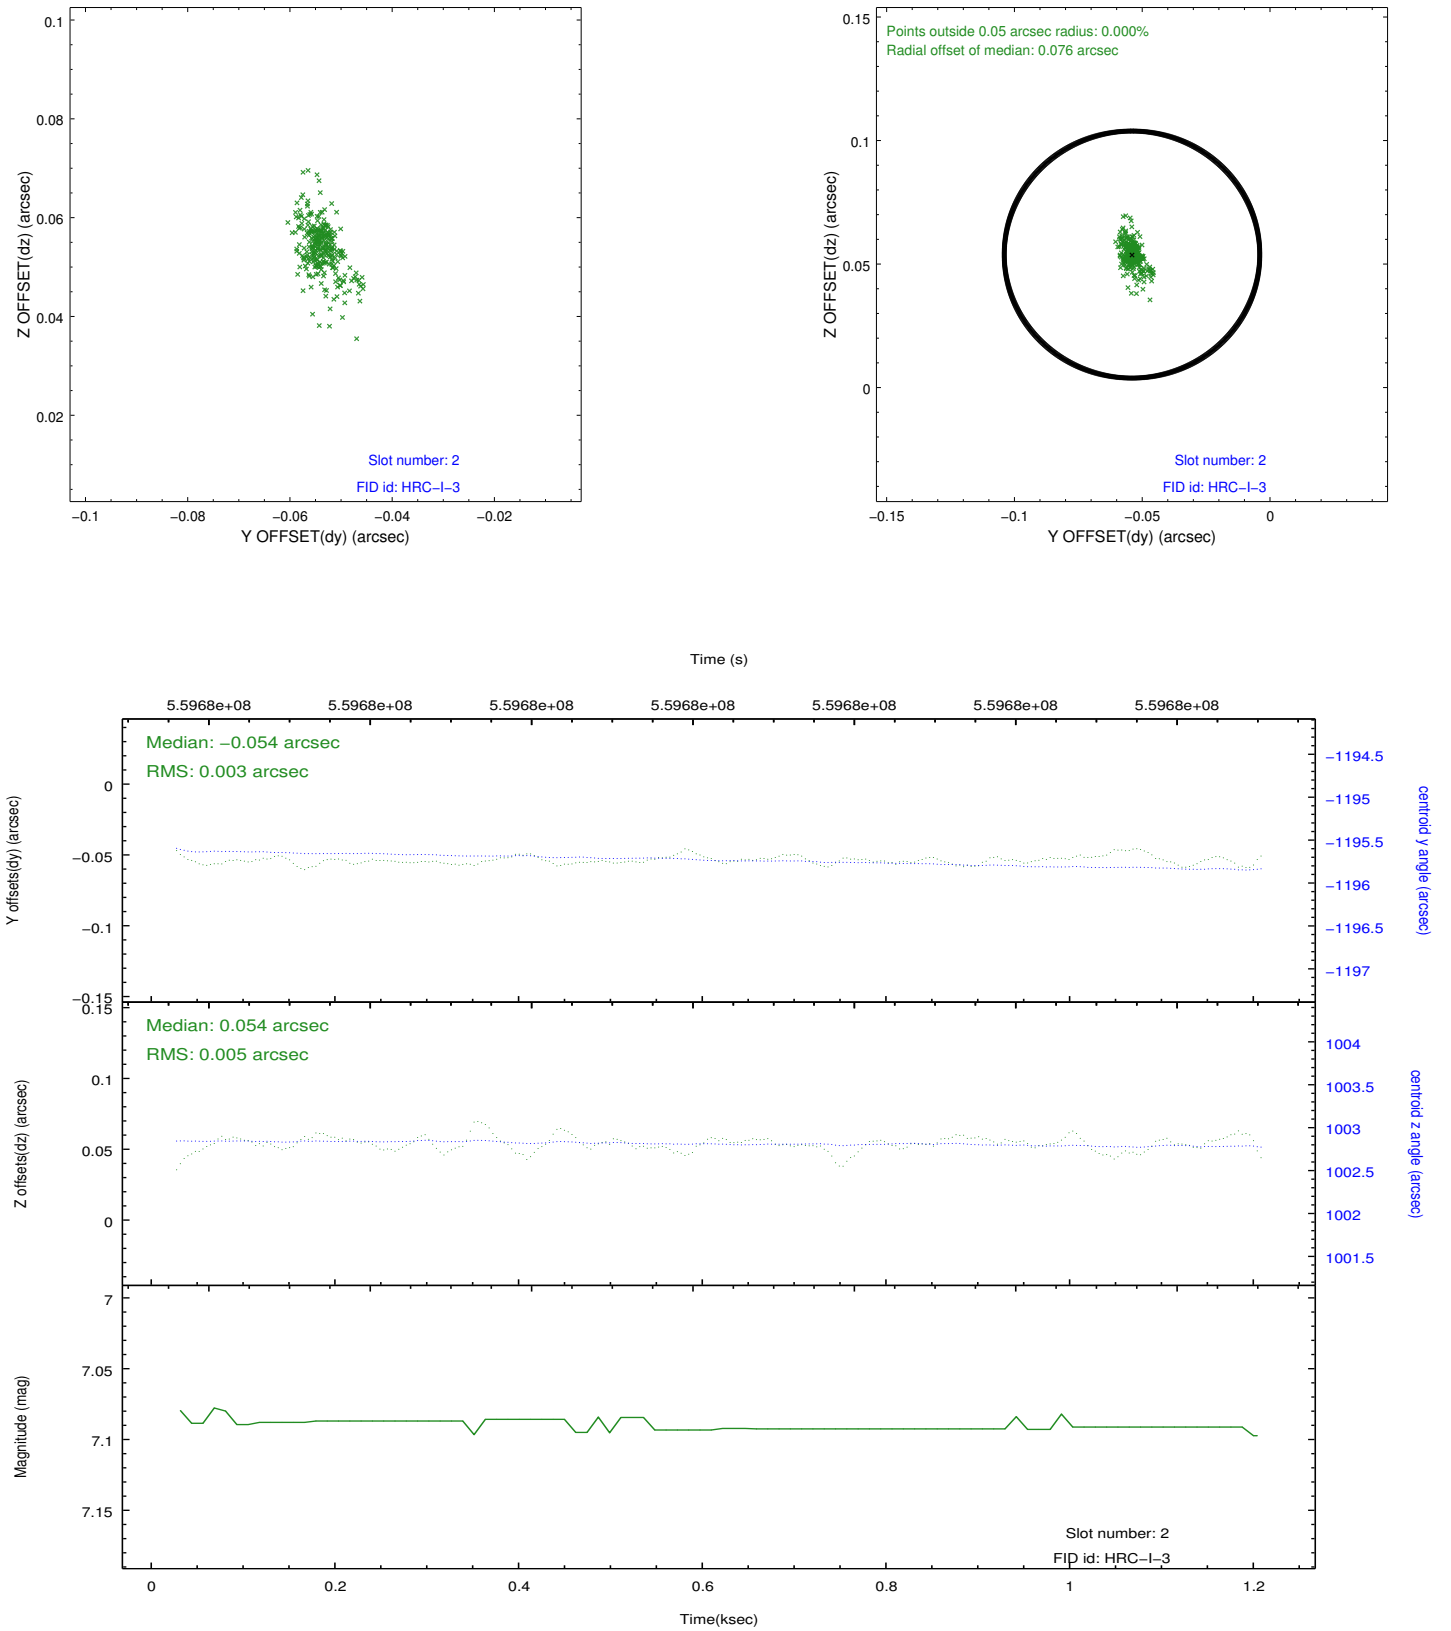 0.1
0.08
0.06
0.04
0.02
Z OFFSET(dz) (arcsec)
Slot number: 2
FID id: HRC−I−3
−0.1 −0.08 −0.06 −0.04 −0.02
Y OFFSET(dy) (arcsec)
0.15
0.1
0.05
0
Z OFFSET(dz) (arcsec)
Points outside 0.05 arcsec radius: 0.000%
Radial offset of median: 0.076 arcsec
Slot number: 2
FID id: HRC−I−3
−0.15 −0.1 −0.05 0
Y OFFSET(dy) (arcsec)
Time (s)
5.5968e+08 5.5968e+08 5.5968e+08 5.5968e+08 5.5968e+08 5.5968e+08 5.5968e+08
Median: −0.054 arcsec
RMS: 0.003 arcsec
0
−0.05
−0.1
−0.15
Y offsets(dy) (arcsec)
−1194.5
−1195
−1195.5
−1196
−1196.5
−1197
centroid y angle (arcsec)
Median: 0.054 arcsec
RMS: 0.005 arcsec
0.15
0.1
0.05
0
Z offsets(dz) (arcsec)
1004
1003.5
1003
1002.5
1002
1001.5
centroid z angle (arcsec)
7
7.05
7.1
7.15
Magnitude (mag)
Slot number: 2
FID id: HRC−I−3
0 0.2 0.4 0.6 0.8 1 1.2
Time(ksec)